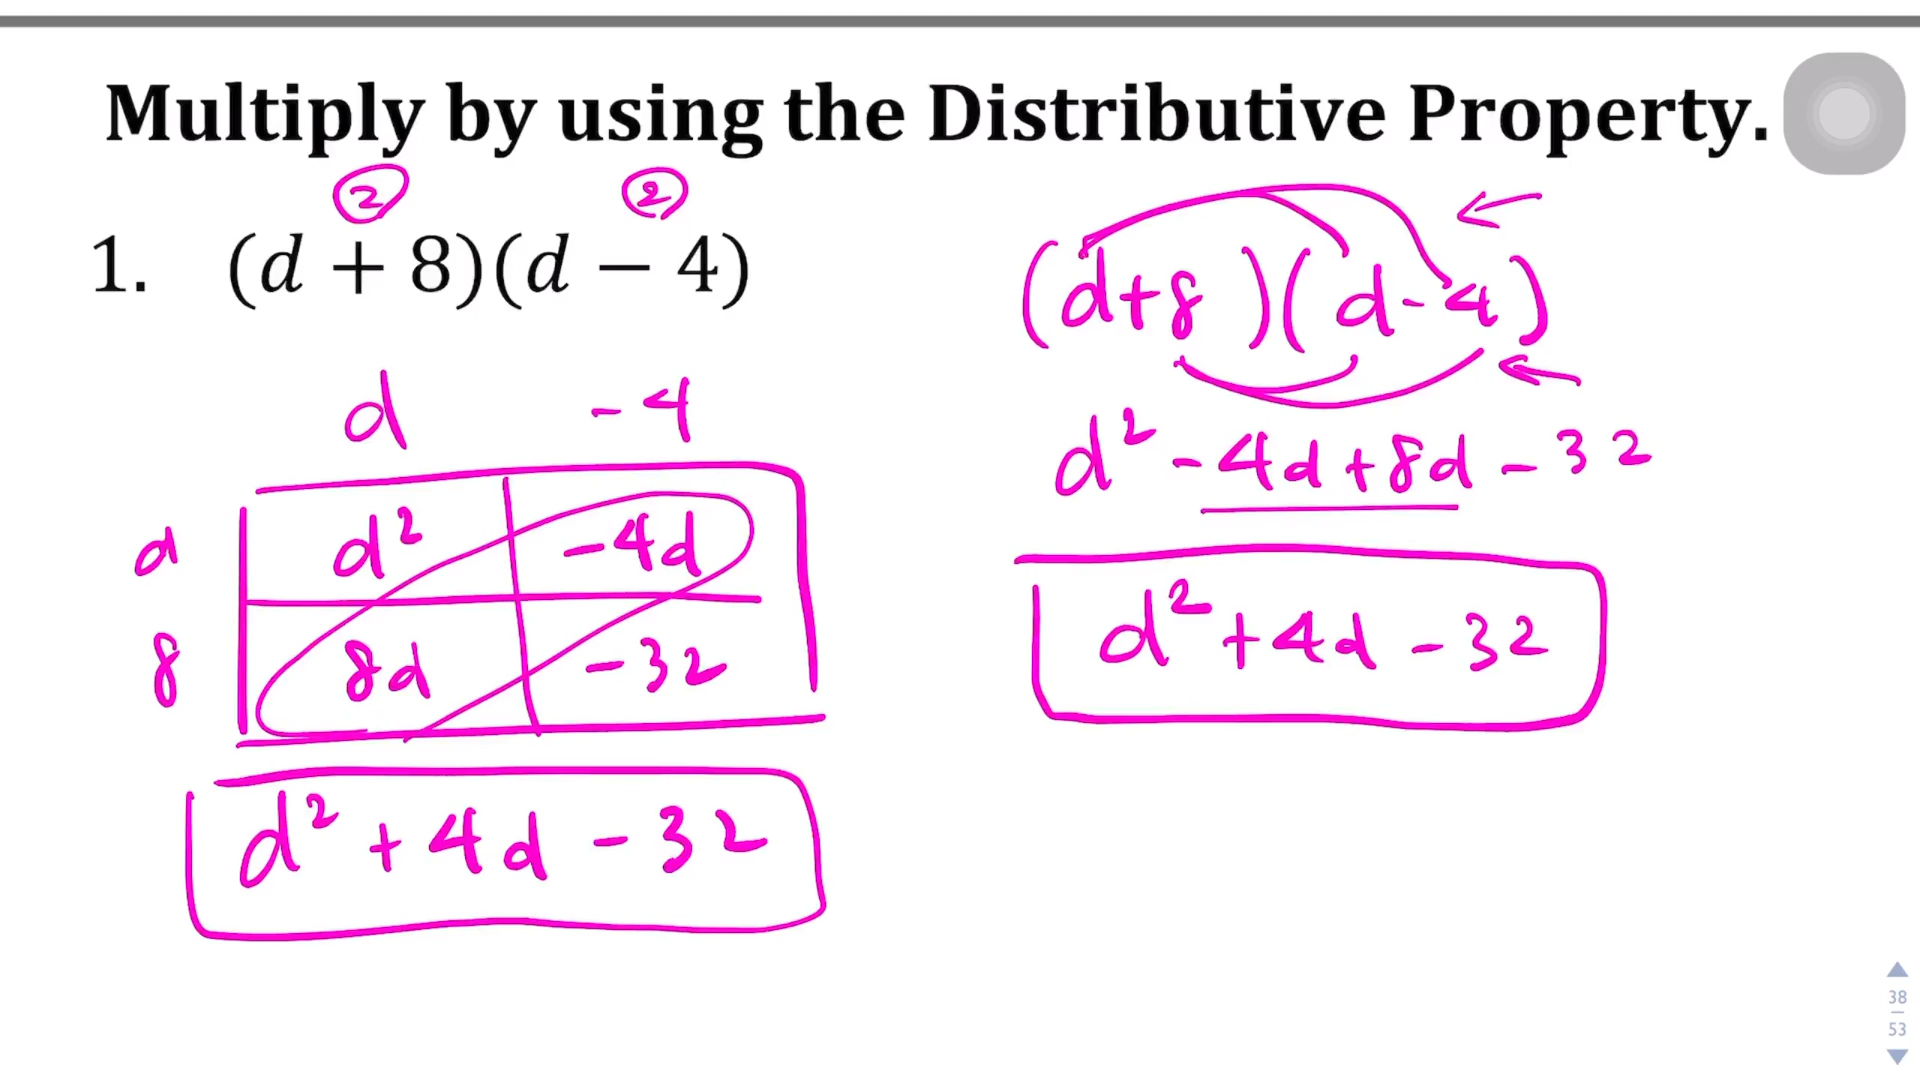 Multiply by using the Distributive Property.
② ②
1. (d + 8)(d − 4)
d -4
d d² -4d
8 8d -32
d² + 4d - 32
(d+8)(d-4)
d² - 4d + 8d - 32
d² + 4d - 32
38
53